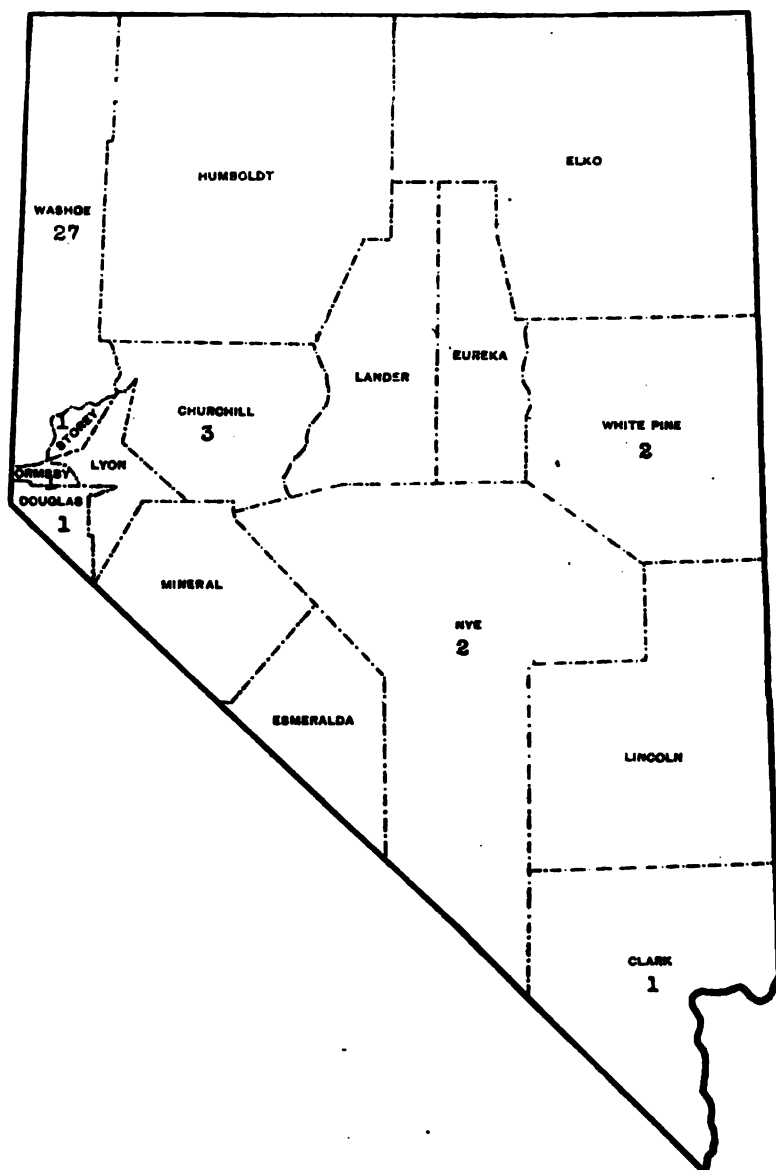 HUMBOLDT
ELKO
WASHOE
27
LANDER
EUREKA
CHURCHILL
3
WHITE PINE
2
1
STOREY
LYON
ORMSBY
1
DOUGLAS
1
MINERAL
NYE
2
ESMERALDA
LINCOLN
CLARK
1